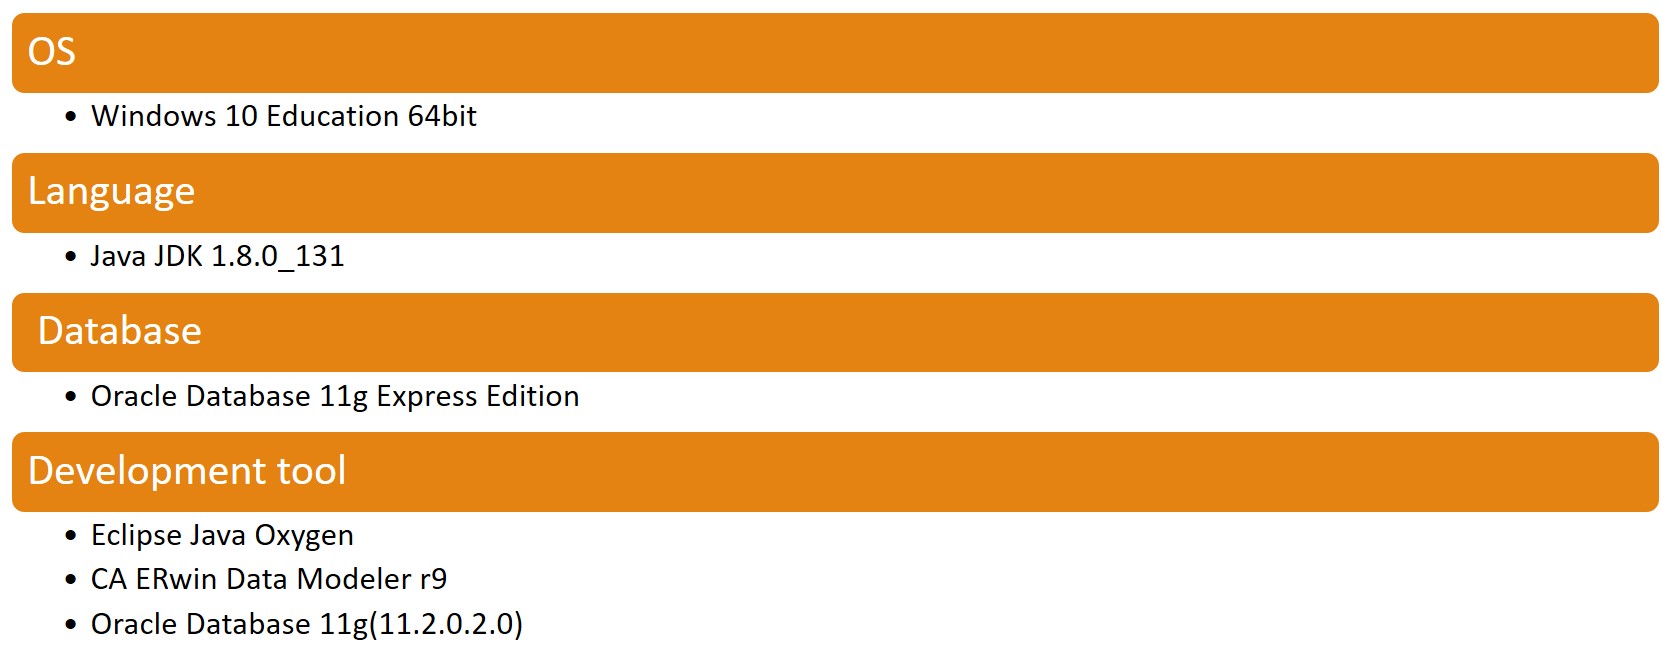 OS
• Windows 10 Education 64bit
Language
• Java JDK 1.8.0_131
Database
• Oracle Database 11g Express Edition
Development tool
• Eclipse Java Oxygen
• CA ERwin Data Modeler r9
• Oracle Database 11g(11.2.0.2.0)